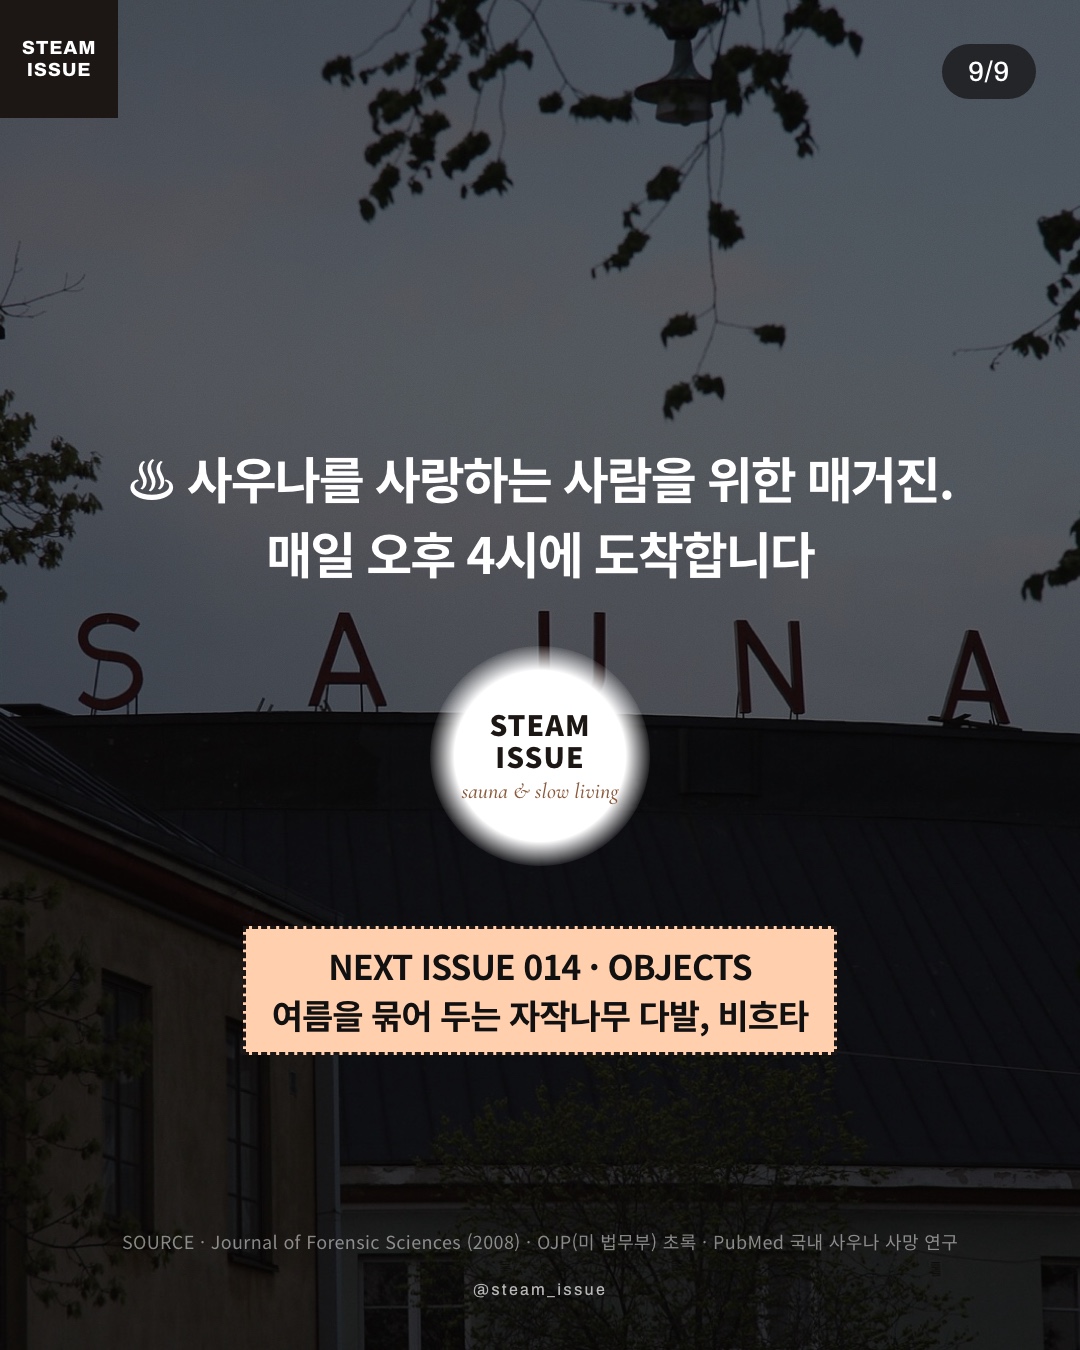 STEAM
ISSUE
9/9
♨ 사우나를 사랑하는 사람을 위한 매거진.
매일 오후 4시에 도착합니다
SAUNA
STEAM
ISSUE
sauna & slow living
NEXT ISSUE 014 · OBJECTS
여름을 묶어 두는 자작나무 다발, 비흐타
SOURCE · Journal of Forensic Sciences (2008) · OJP(미 법무부) 초록 · PubMed 국내 사우나 사망 연구
@steam_issue